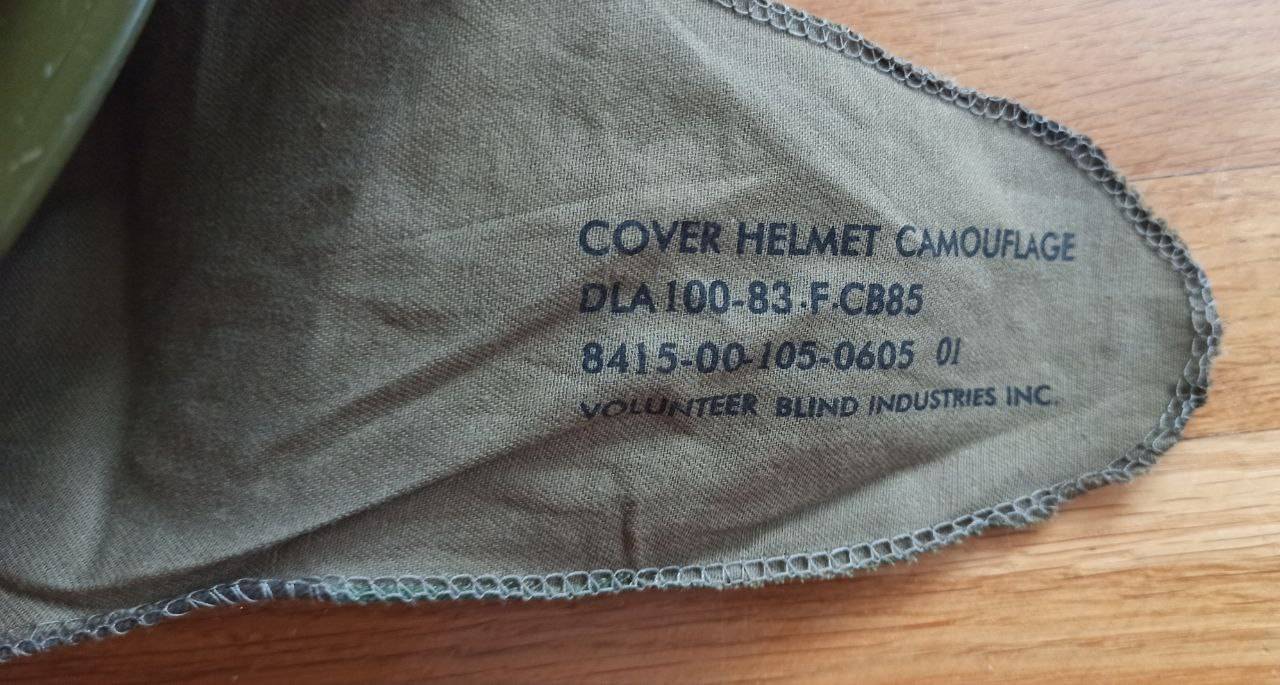 COVER HELMET CAMOUFLAGE
DLA100-83-F-CB85
8415-00-105-0605 01
VOLUNTEER BLIND INDUSTRIES INC.